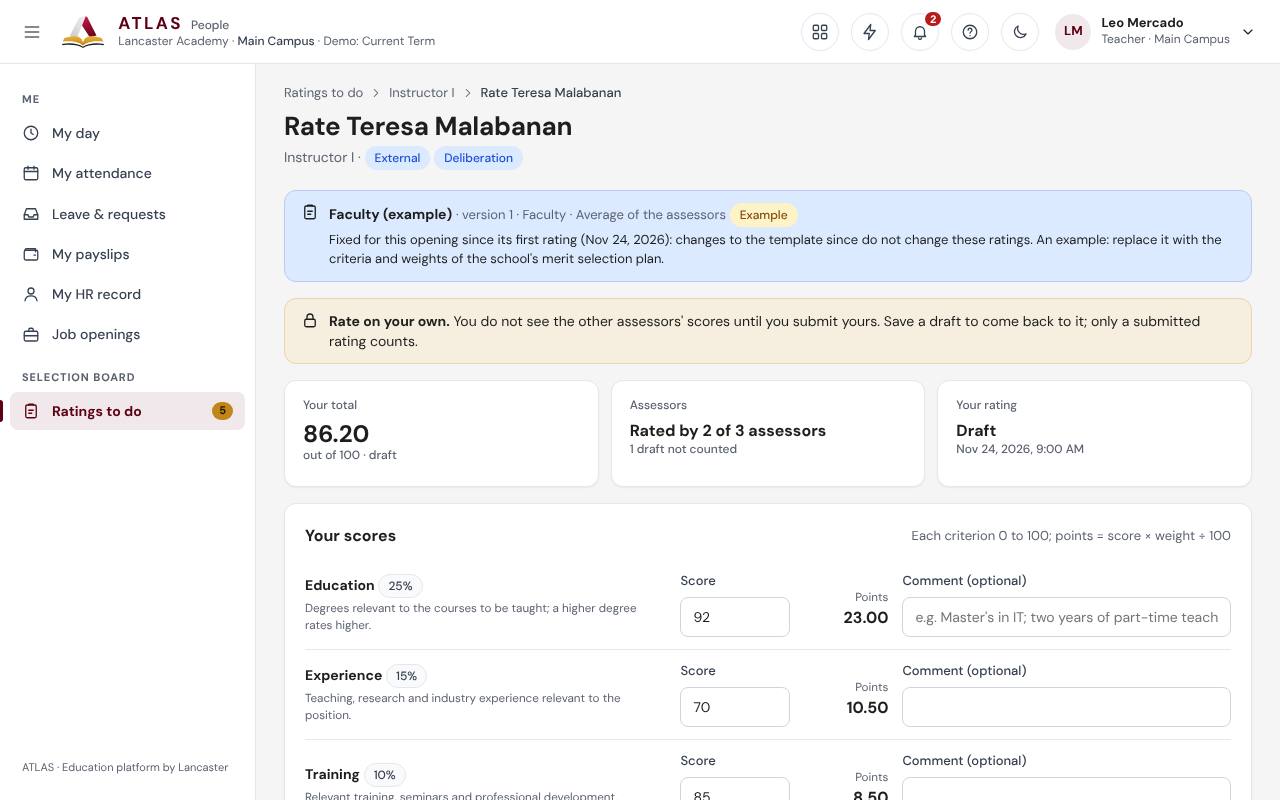 ATLAS People
Lancaster Academy · Main Campus · Demo: Current Term
2
LM
Leo Mercado
Teacher · Main Campus
ME
My day
My attendance
Leave & requests
My payslips
My HR record
Job openings
SELECTION BOARD
Ratings to do 5
ATLAS · Education platform by Lancaster
Ratings to do > Instructor I > Rate Teresa Malabanan
Rate Teresa Malabanan
Instructor I · External Deliberation
Faculty (example) · version 1 · Faculty · Average of the assessors Example
Fixed for this opening since its first rating (Nov 24, 2026): changes to the template since do not change these ratings. An example: replace it with the
criteria and weights of the school's merit selection plan.
Rate on your own. You do not see the other assessors' scores until you submit yours. Save a draft to come back to it; only a submitted
rating counts.
Your total
86.20
out of 100 · draft
Assessors
Rated by 2 of 3 assessors
1 draft not counted
Your rating
Draft
Nov 24, 2026, 9:00 AM
Your scores
Each criterion 0 to 100; points = score × weight ÷ 100
Education 25%
Degrees relevant to the courses to be taught; a higher degree
rates higher.
Score
92
Points
23.00
Comment (optional)
e.g. Master's in IT; two years of part-time teach
Experience 15%
Teaching, research and industry experience relevant to the
position.
Score
70
Points
10.50
Comment (optional)
Training 10%
Relevant training, seminars and professional development
Score
85
Points
8.50
Comment (optional)